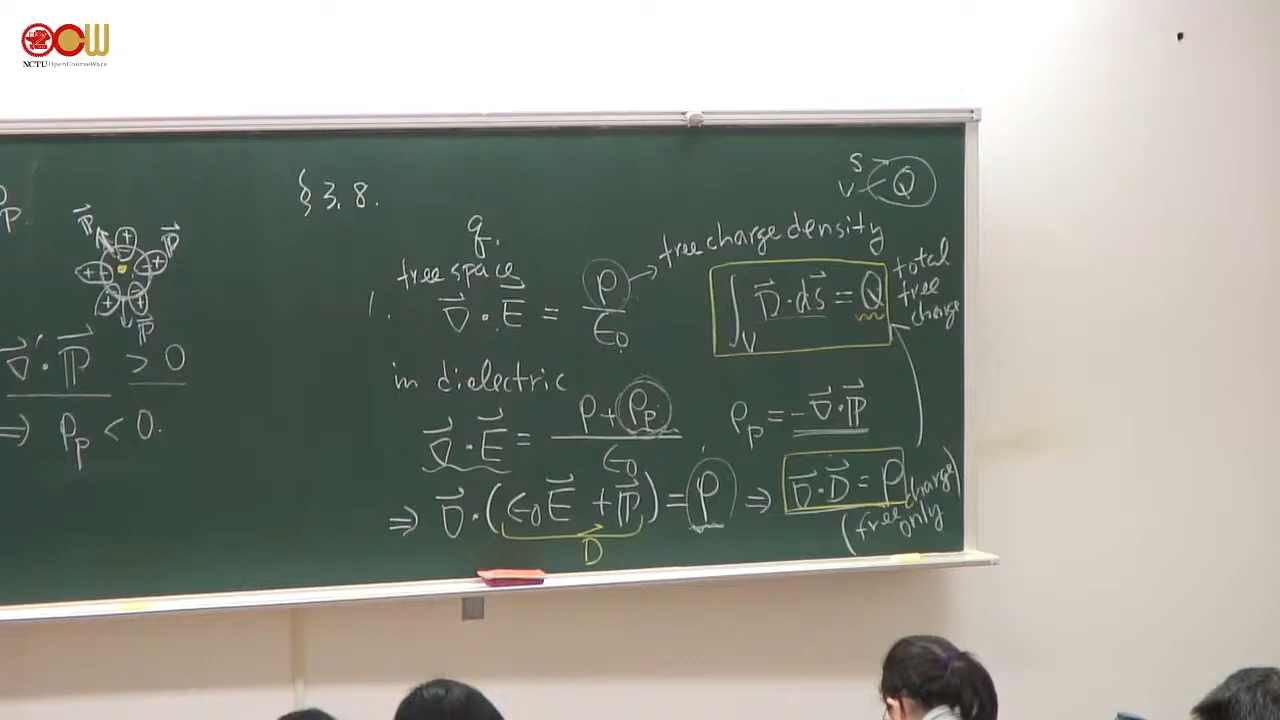 NCTU OpenCourseWare
ρ_p.
P⃗
P⃗
P⃗
∇⃗'·P⃗ > 0
⇒ ρ_p < 0.
§3.8.
q.
free space
1. ∇⃗·E⃗ = ρ/ε₀
→ free charge density
S
V
Q
∫_V D⃗·ds⃗ = Q
total free charge
in dielectric
∇⃗·E⃗ = (ρ+ρ_p)/ε₀
ρ_p = -∇⃗·P⃗
⇒ ∇⃗·(ε₀E⃗ + P⃗) = ρ ⇒ ∇⃗·D⃗ = ρ
D⃗
(free charge only)